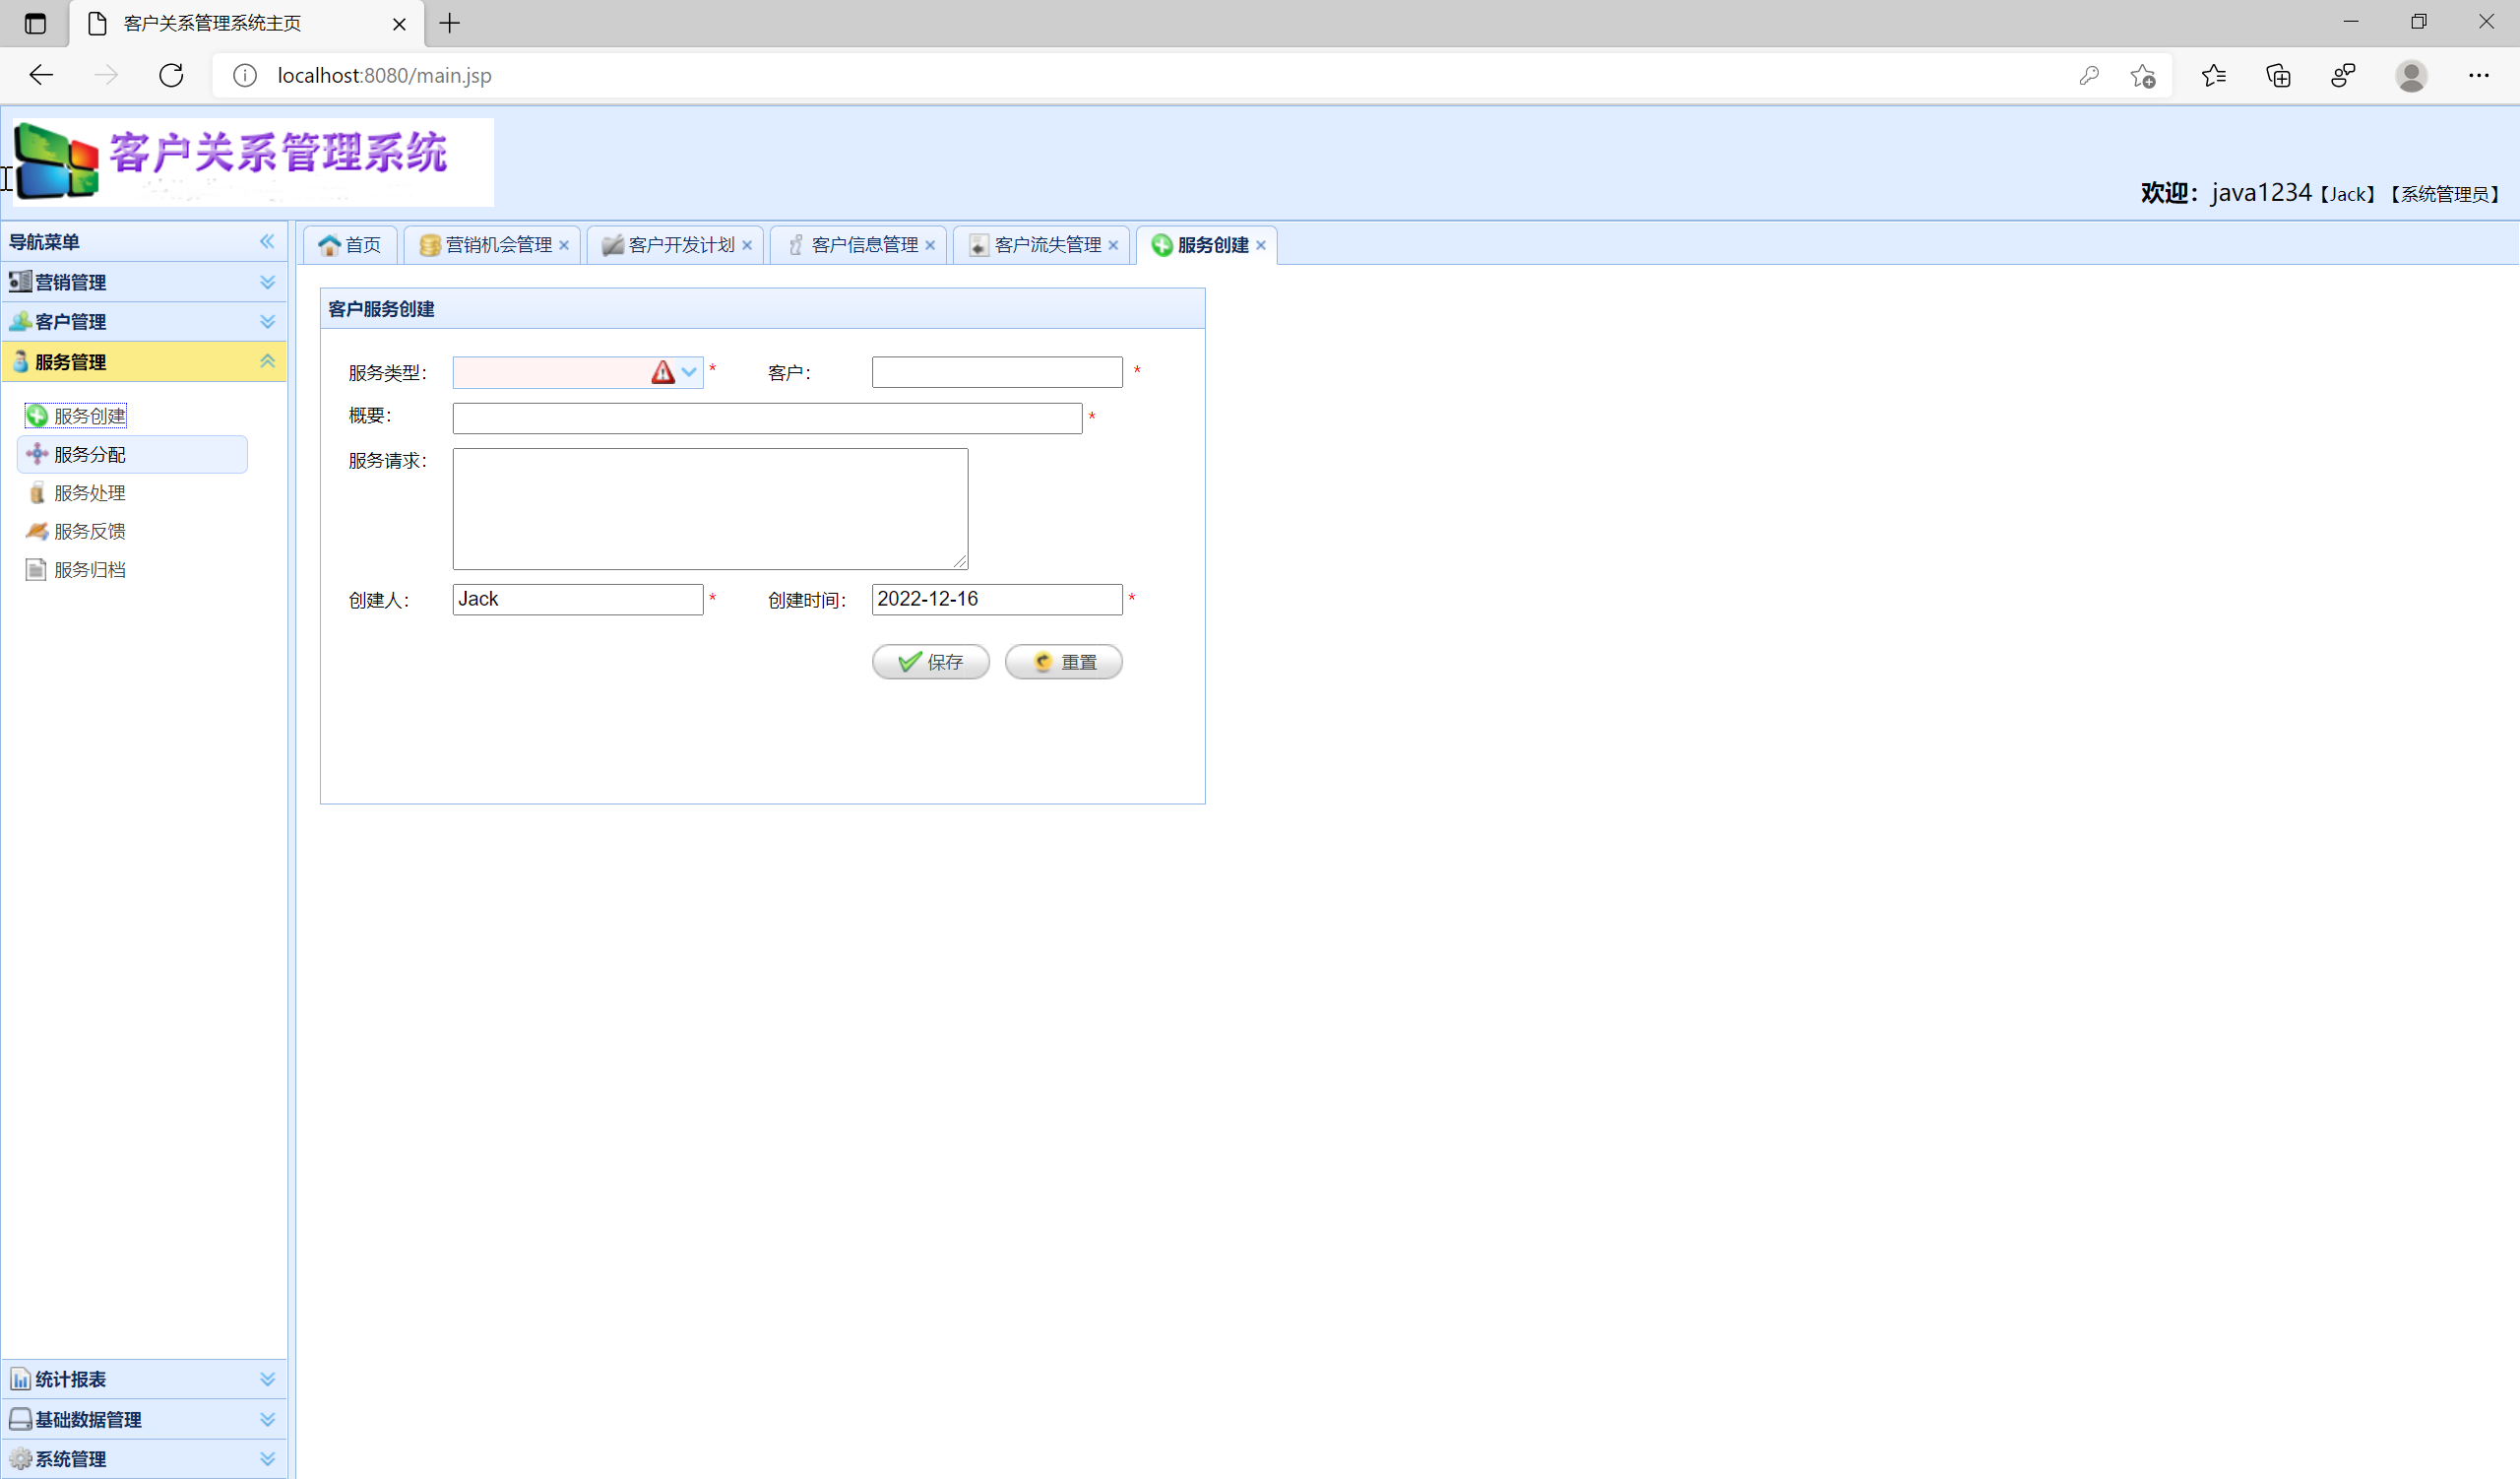 客户关系管理系统主页
localhost:8080/main.jsp
客户关系管理系统
欢迎：java1234【Jack】【系统管理员】
导航菜单
营销管理
客户管理
服务管理
服务创建
服务分配
服务处理
服务反馈
服务归档
统计报表
基础数据管理
系统管理
首页 营销机会管理 客户开发计划 客户信息管理 客户流失管理 服务创建
客户服务创建
服务类型： * 客户： *
概要： *
服务请求：
创建人： Jack * 创建时间： 2022-12-16 *
保存 重置